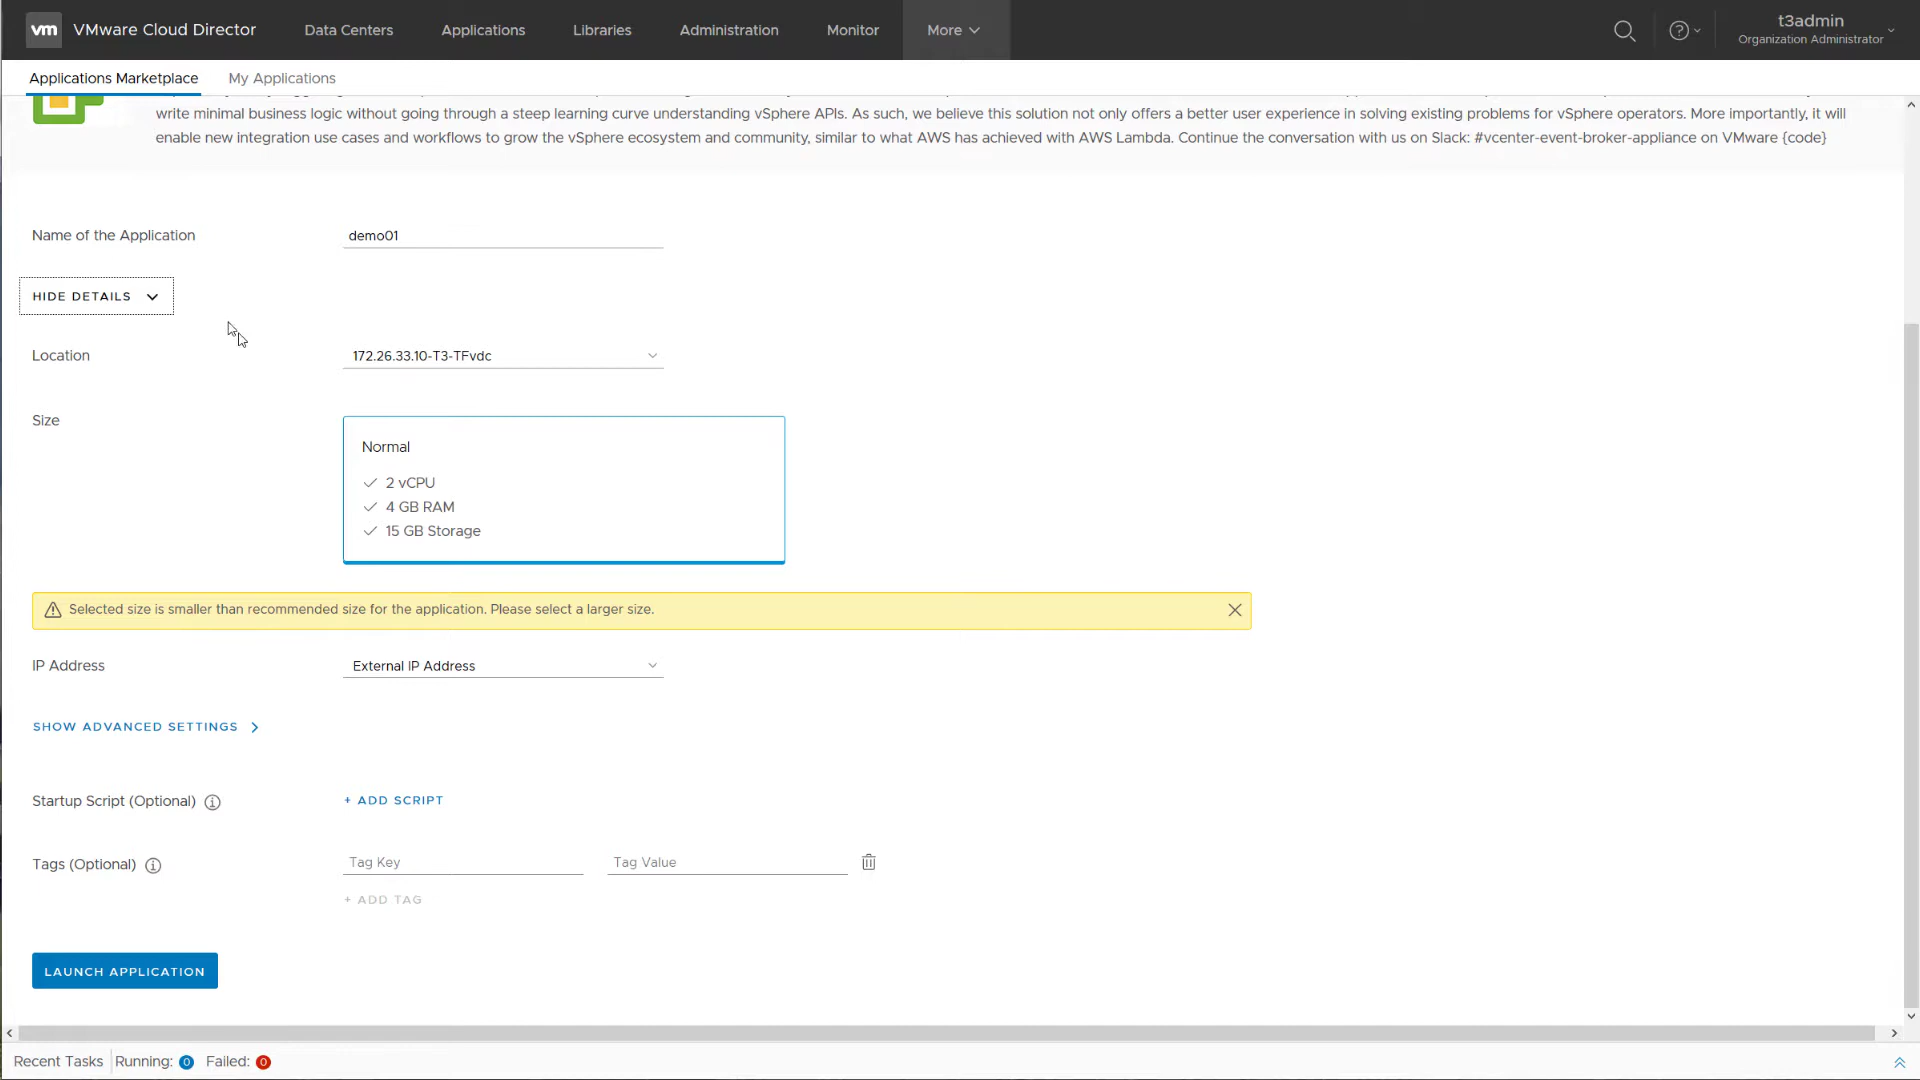 vm VMware Cloud Director Data Centers Applications Libraries Administration Monitor More t3admin
Organization Administrator
Applications Marketplace My Applications
write minimal business logic without going through a steep learning curve understanding vSphere APIs. As such, we believe this solution not only offers a better user experience in solving existing problems for vSphere operators. More importantly, it will
enable new integration use cases and workflows to grow the vSphere ecosystem and community, similar to what AWS has achieved with AWS Lambda. Continue the conversation with us on Slack: #vcenter-event-broker-appliance on VMware {code}
Name of the Application demo01
HIDE DETAILS
Location 172.26.33.10-T3-TFvdc
Size
Normal
2 vCPU
4 GB RAM
15 GB Storage
Selected size is smaller than recommended size for the application. Please select a larger size.
IP Address External IP Address
SHOW ADVANCED SETTINGS
Startup Script (Optional) + ADD SCRIPT
Tags (Optional) Tag Key Tag Value
+ ADD TAG
LAUNCH APPLICATION
Recent Tasks Running: 0 Failed: 0